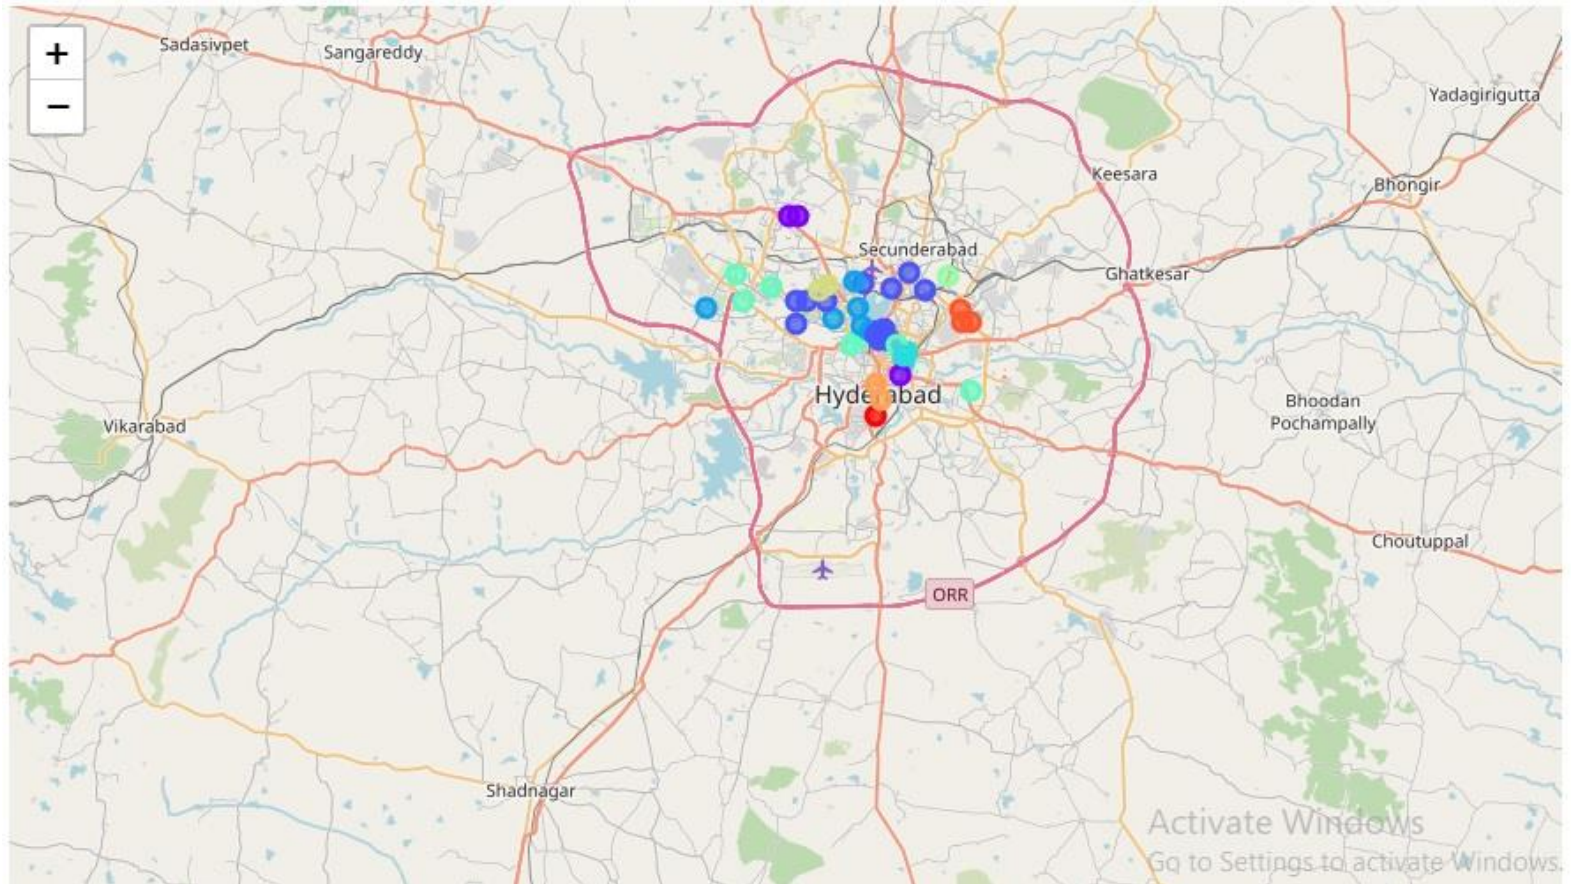 +
Sadasivpet
Sangareddy
−
Yadagirigutta
Keesara
Bhongir
Secunderabad
Ghatkesar
Hyderabad
Bhoodan
Pochampally
Vikarabad
Choutuppal
ORR
Shadnagar
Activate Windows
Go to Settings to activate Windows.